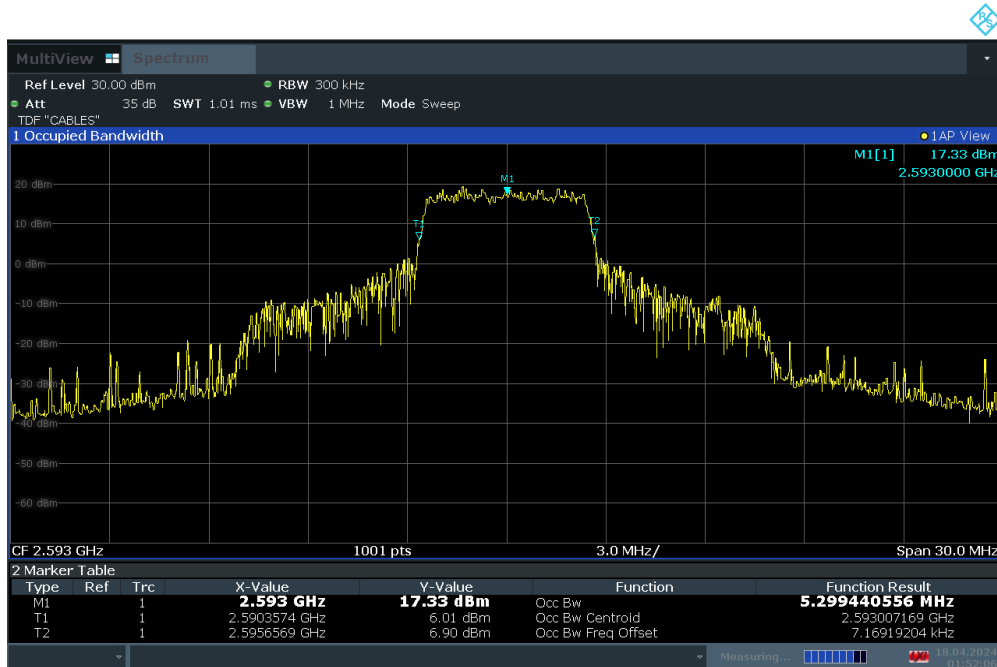 R&S
MultiView Spectrum
Ref Level 30.00 dBm RBW 300 kHz
Att 35 dB SWT 1.01 ms VBW 1 MHz Mode Sweep
TDF "CABLES"
1 Occupied Bandwidth 1AP View
M1[1] 17.33 dBm
2.5930000 GHz
20 dBm
M1
10 dBm
T1 T2
0 dBm
-10 dBm
-20 dBm
-30 dBm
-40 dBm
-50 dBm
-60 dBm
CF 2.593 GHz 1001 pts 3.0 MHz/ Span 30.0 MHz
2 Marker Table
Type Ref Trc X-Value Y-Value Function Function Result
M1 1 2.593 GHz 17.33 dBm Occ Bw 5.299440556 MHz
T1 1 2.5903574 GHz 6.01 dBm Occ Bw Centroid 2.593007169 GHz
T2 1 2.5956569 GHz 6.90 dBm Occ Bw Freq Offset 7.16919204 kHz
Measuring... 18.04.2024